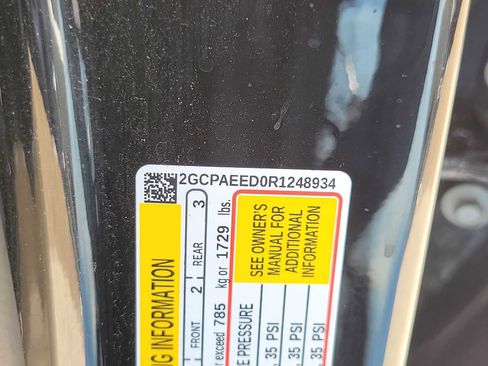 2GCPAEED0R1248934
NG INFORMATION
FRONT 2 REAR 3
exceed 785 kg or 1729 lbs.
PRESSURE
SEE OWNER'S
MANUAL FOR
ADDITIONAL
INFORMATION
, 35 PSI
, 35 PSI
, 35 PSI